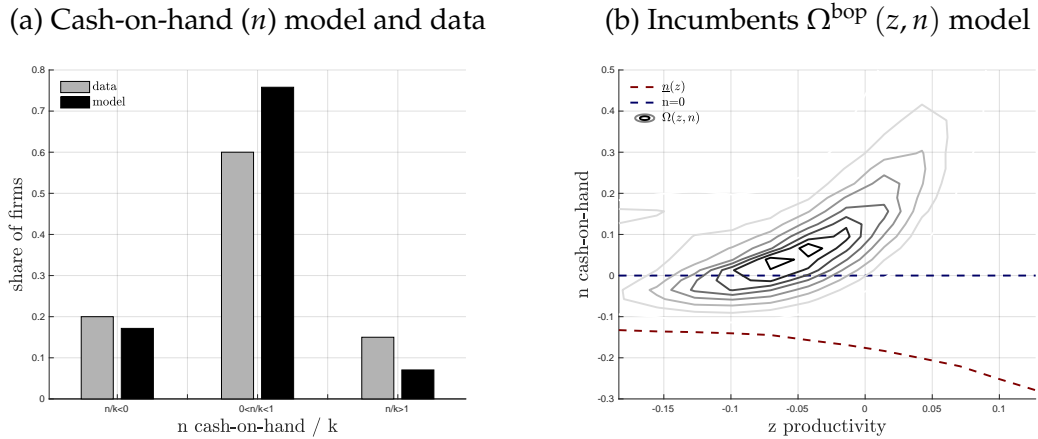 (a) Cash-on-hand (n) model and data
0.8
0.7
0.6
0.5
0.4
0.3
0.2
0.1
0
share of firms
data
model
n/k<0
0<n/k<1
n/k>1
n cash-on-hand / k
(b) Incumbents Ω^bop (z, n) model
0.5
0.4
0.3
0.2
0.1
0
-0.1
-0.2
-0.3
n cash-on-hand
n(z)
n=0
Ω(z, n)
-0.15
-0.1
-0.05
0
0.05
0.1
z productivity